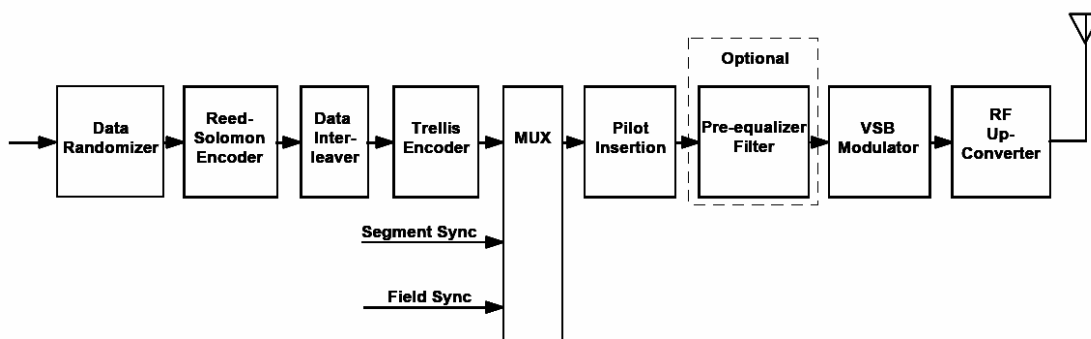 Optional
Data
Randomizer
Reed-
Solomon
Encoder
Data
Inter-
leaver
Trellis
Encoder
MUX
Pilot
Insertion
Pre-equalizer
Filter
VSB
Modulator
RF
Up-
Converter
Segment Sync
Field Sync